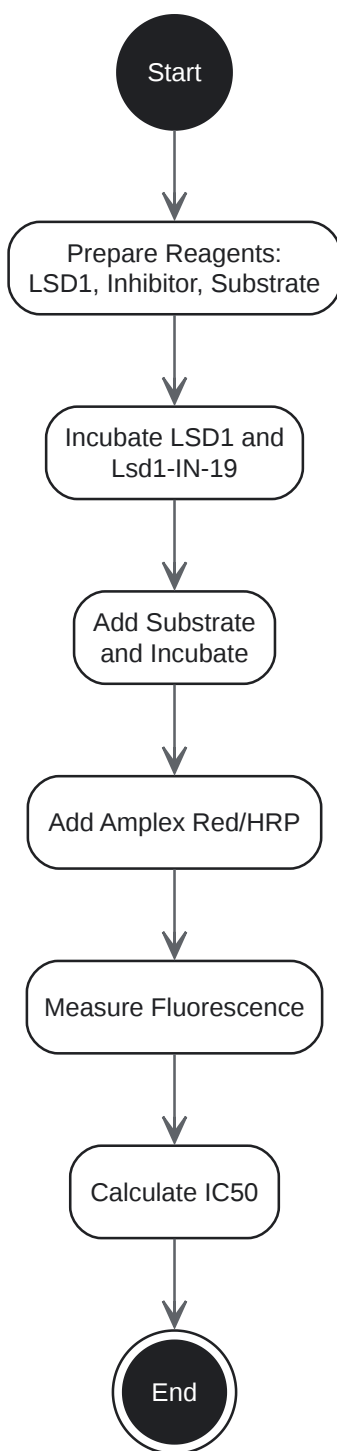 Start
Prepare Reagents:
LSD1, Inhibitor, Substrate
Incubate LSD1 and
Lsd1-IN-19
Add Substrate
and Incubate
Add Amplex Red/HRP
Measure Fluorescence
Calculate IC50
End